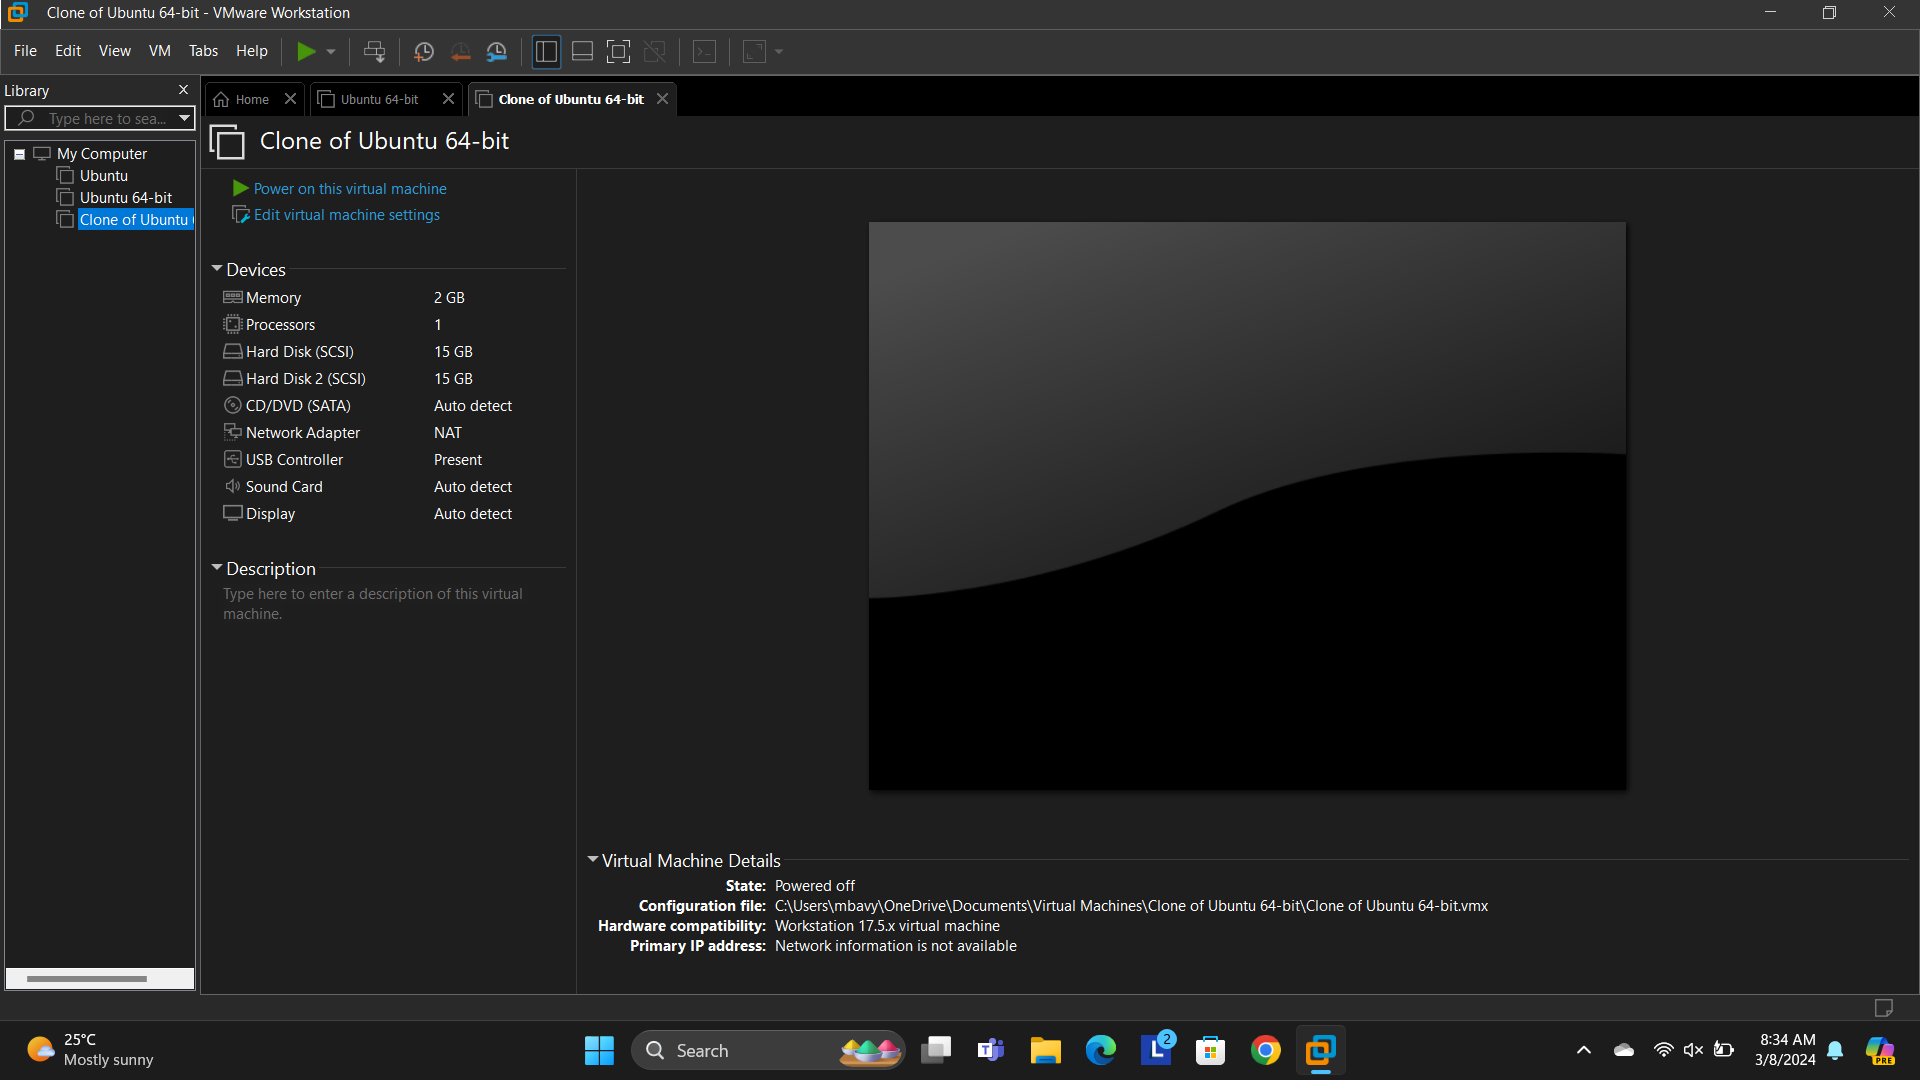 Clone of Ubuntu 64-bit - VMware Workstation
File Edit View VM Tabs Help
Library
Type here to sea...
My Computer
Ubuntu
Ubuntu 64-bit
Clone of Ubuntu
Home
Ubuntu 64-bit
Clone of Ubuntu 64-bit
Clone of Ubuntu 64-bit
Power on this virtual machine
Edit virtual machine settings
Devices
Memory 2 GB
Processors 1
Hard Disk (SCSI) 15 GB
Hard Disk 2 (SCSI) 15 GB
CD/DVD (SATA) Auto detect
Network Adapter NAT
USB Controller Present
Sound Card Auto detect
Display Auto detect
Description
Type here to enter a description of this virtual
machine.
Virtual Machine Details
State: Powered off
Configuration file: C:\Users\mbavy\OneDrive\Documents\Virtual Machines\Clone of Ubuntu 64-bit\Clone of Ubuntu 64-bit.vmx
Hardware compatibility: Workstation 17.5.x virtual machine
Primary IP address: Network information is not available
25°C
Mostly sunny
Search
L
2
8:34 AM
3/8/2024
PRE